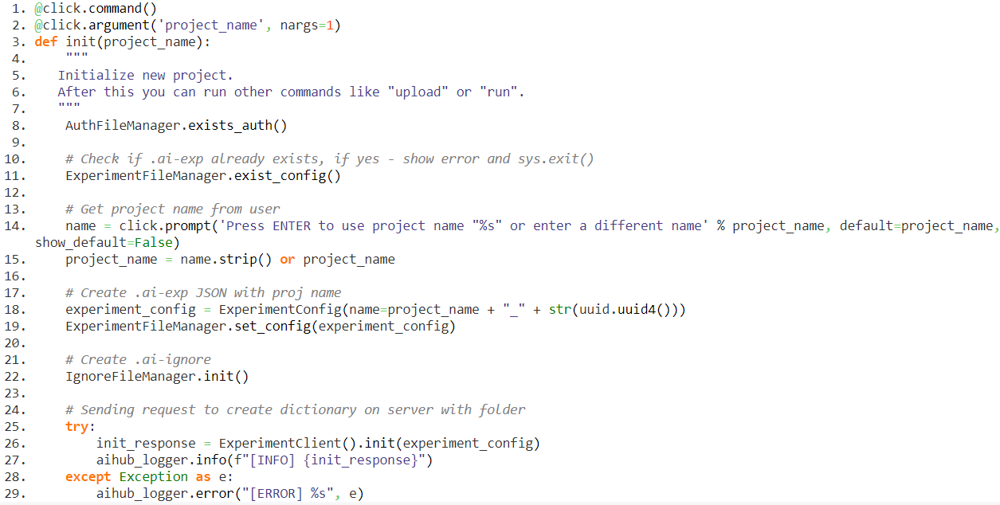 1. @click.command()
2. @click.argument('project_name', nargs=1)
3. def init(project_name):
4.     """
5.    Initialize new project.
6.    After this you can run other commands like "upload" or "run".
7.    """
8.     AuthFileManager.exists_auth()
9.
10.     # Check if .ai-exp already exists, if yes - show error and sys.exit()
11.     ExperimentFileManager.exist_config()
12.
13.     # Get project name from user
14.     name = click.prompt('Press ENTER to use project name "%s" or enter a different name' % project_name, default=project_name,
show_default=False)
15.     project_name = name.strip() or project_name
16.
17.     # Create .ai-exp JSON with proj name
18.     experiment_config = ExperimentConfig(name=project_name + "_" + str(uuid.uuid4()))
19.     ExperimentFileManager.set_config(experiment_config)
20.
21.     # Create .ai-ignore
22.     IgnoreFileManager.init()
23.
24.     # Sending request to create dictionary on server with folder
25.     try:
26.         init_response = ExperimentClient().init(experiment_config)
27.         aihub_logger.info(f"[INFO] {init_response}")
28.     except Exception as e:
29.         aihub_logger.error("[ERROR] %s", e)